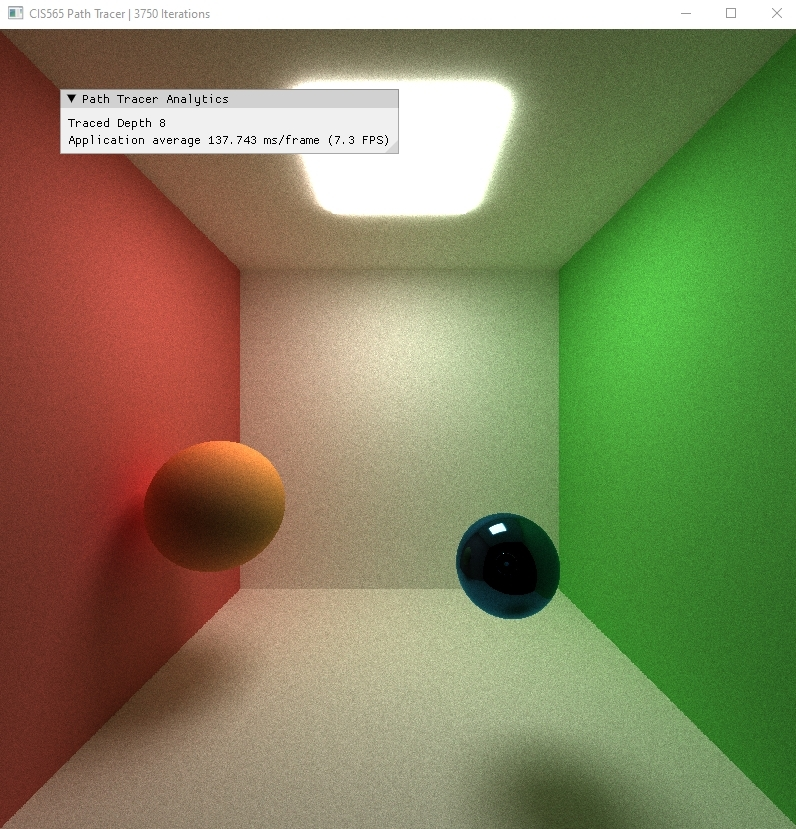 CIS565 Path Tracer | 3750 Iterations
Path Tracer Analytics
Traced Depth 8
Application average 137.743 ms/frame (7.3 FPS)